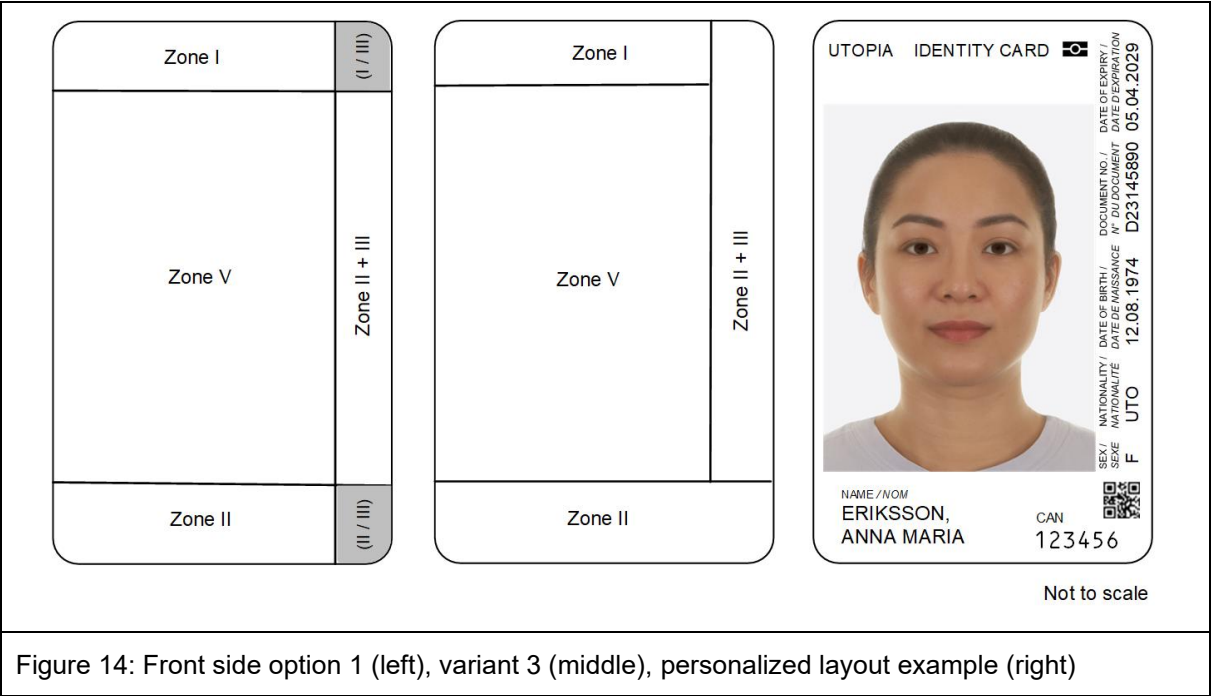 Zone I
(I / III)
Zone V
Zone II + III
Zone II
(II / III)
Zone I
Zone V
Zone II + III
Zone II
UTOPIA IDENTITY CARD
SEX /
SEXE
F
NATIONALITY /
NATIONALITÉ
UTO
DATE OF BIRTH /
DATE DE NAISSANCE
12.08.1974
DOCUMENT NO. /
N° DU DOCUMENT
D23145890
DATE OF EXPIRY /
DATE D'EXPIRATION
05.04.2029
NAME / NOM
ERIKSSON,
ANNA MARIA
CAN
123456
Not to scale
Figure 14: Front side option 1 (left), variant 3 (middle), personalized layout example (right)